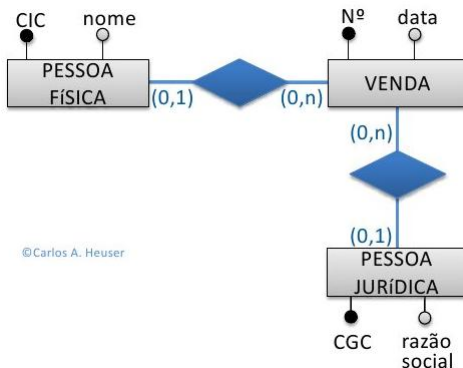 CIC nome
Nº data
PESSOA
FíSICA
(0,1)
(0,n)
VENDA
(0,n)
(0,1)
©Carlos A. Heuser
PESSOA
JURíDICA
CGC
razão
social